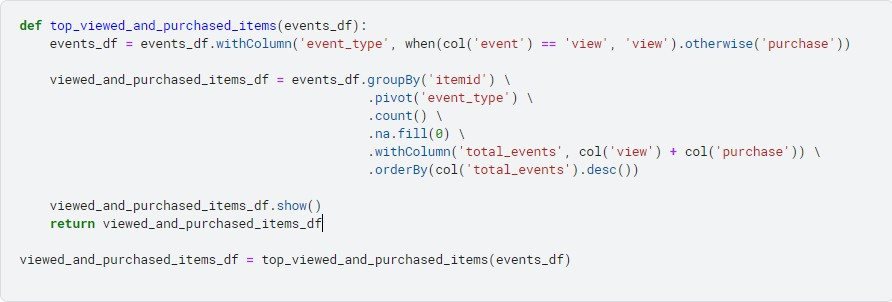 def top_viewed_and_purchased_items(events_df):
    events_df = events_df.withColumn('event_type', when(col('event') == 'view', 'view').otherwise('purchase'))

    viewed_and_purchased_items_df = events_df.groupBy('itemid') \
                                              .pivot('event_type') \
                                              .count() \
                                              .na.fill(0) \
                                              .withColumn('total_events', col('view') + col('purchase')) \
                                              .orderBy(col('total_events').desc())

    viewed_and_purchased_items_df.show()
    return viewed_and_purchased_items_df

viewed_and_purchased_items_df = top_viewed_and_purchased_items(events_df)